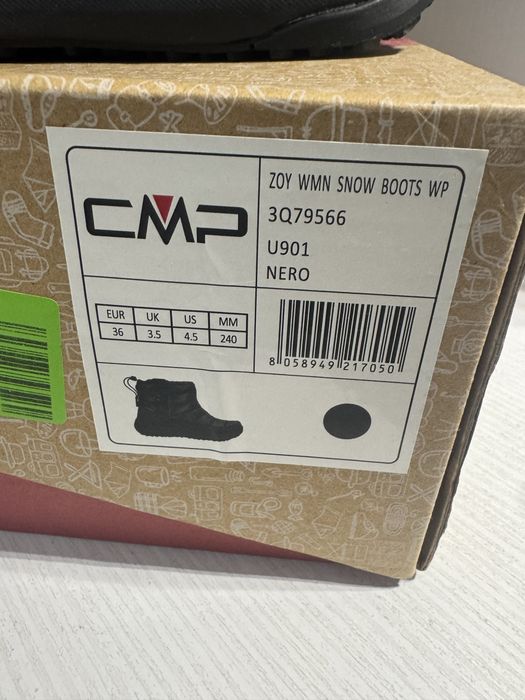 CMP
ZOY WMN SNOW BOOTS WP
3Q79566
U901
NERO
EUR UK US MM
36 3.5 4.5 240
8 058949 217050